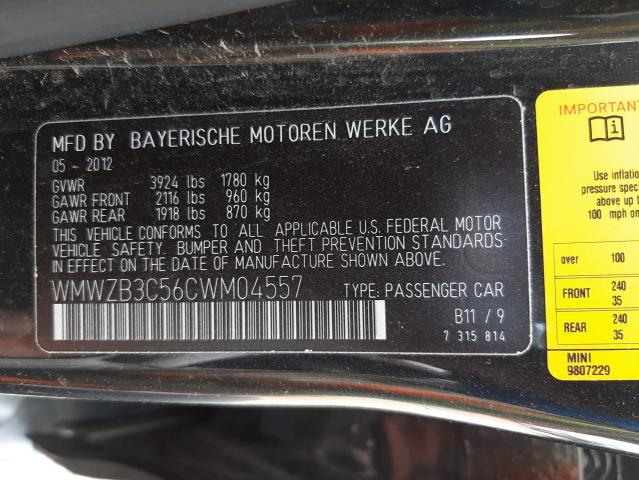 MFD BY BAYERISCHE MOTOREN WERKE AG
05 - 2012
GVWR 3924 lbs 1780 kg
GAWR FRONT 2116 lbs 960 kg
GAWR REAR 1918 lbs 870 kg
THIS VEHICLE CONFORMS TO ALL APPLICABLE U.S. FEDERAL MOTOR
VEHICLE SAFETY, BUMPER AND THEFT PREVENTION STANDARDS
IN EFFECT ON THE DATE OF MANUFACTURE SHOWN ABOVE.
WMWZB3C56CWM04557 TYPE: PASSENGER CAR
B11 / 9
7 315 814
IMPORTANT
Use inflation
pressure spec
above up t
100 mph on
over 100
FRONT 240
35
REAR 240
35
MINI
9807229